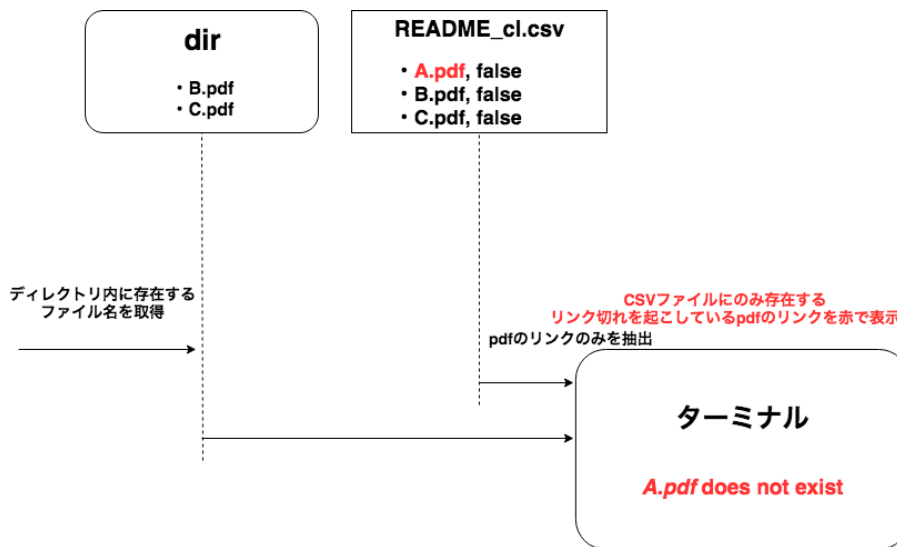 dir
・B.pdf
・C.pdf
README_cl.csv
・A.pdf, false
・B.pdf, false
・C.pdf, false
ディレクトリ内に存在する
ファイル名を取得
CSVファイルにのみ存在する
リンク切れを起こしているpdfのリンクを赤で表示
pdfのリンクのみを抽出
ターミナル
A.pdf does not exist